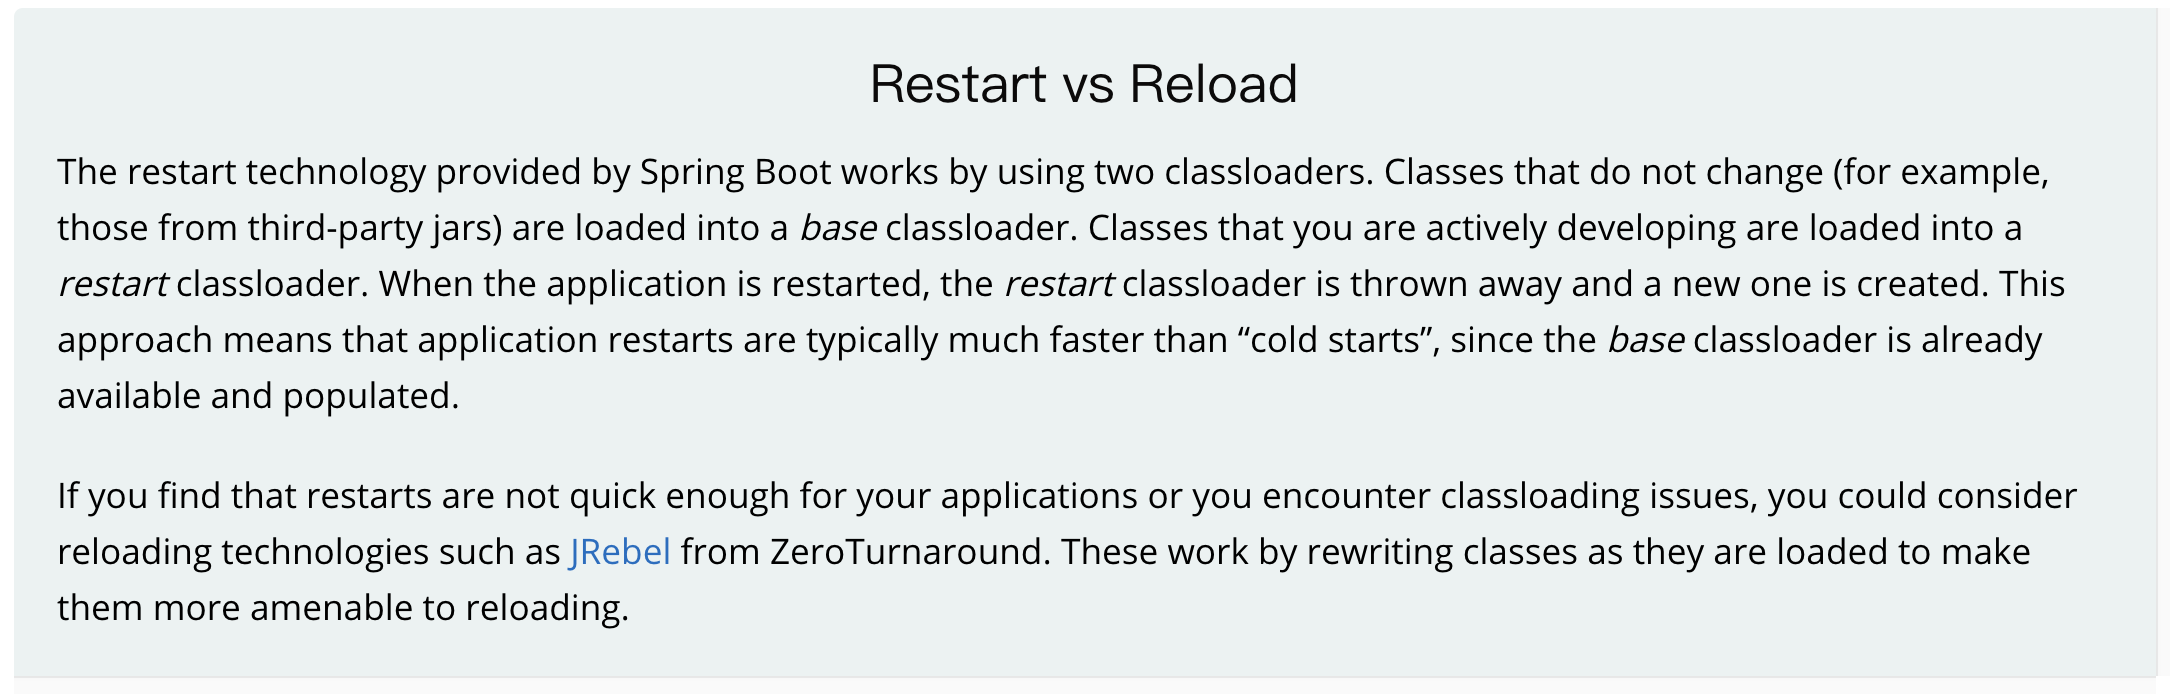 Restart vs Reload
The restart technology provided by Spring Boot works by using two classloaders. Classes that do not change (for example,
those from third-party jars) are loaded into a base classloader. Classes that you are actively developing are loaded into a
restart classloader. When the application is restarted, the restart classloader is thrown away and a new one is created. This
approach means that application restarts are typically much faster than “cold starts”, since the base classloader is already
available and populated.
If you find that restarts are not quick enough for your applications or you encounter classloading issues, you could consider
reloading technologies such as JRebel from ZeroTurnaround. These work by rewriting classes as they are loaded to make
them more amenable to reloading.